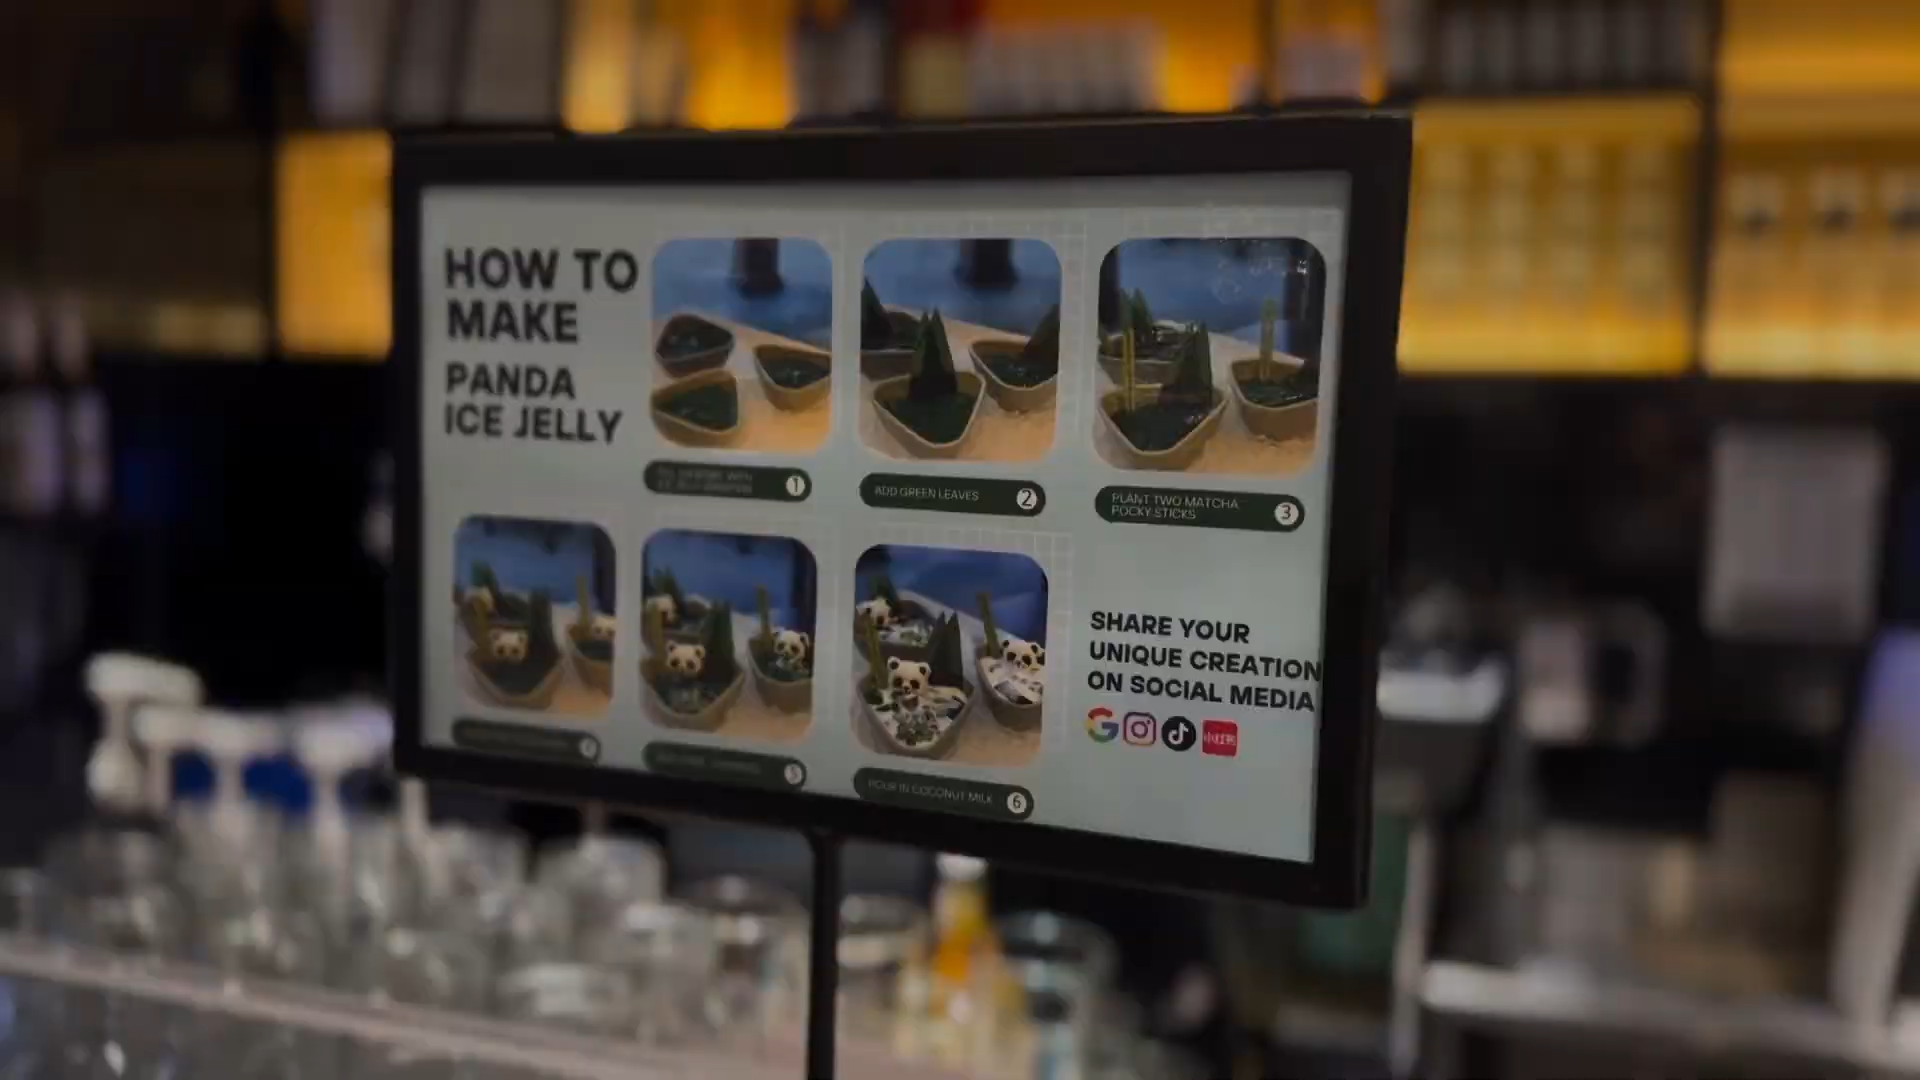 HOW TO
MAKE
PANDA
ICE JELLY
1
ADD GREEN LEAVES
2
PLANT TWO MATCHA
POCKY STICKS
3
5
POUR IN COCONUT MILK
6
SHARE YOUR
UNIQUE CREATION
ON SOCIAL MEDIA